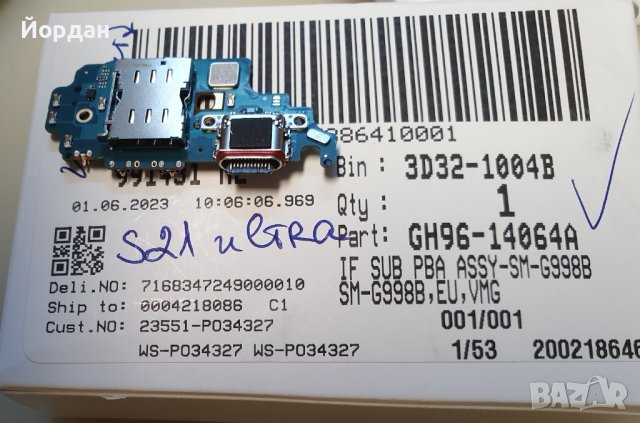 Йордан
886410001
Bin : 3D32-1004B
01.06.2023 10:06:06.969
Qty : 1
S21 ultra
Part: GH96-14064A
IF SUB PBA ASSY-SM-G998B
SM-G998B,EU,VMG
Deli.NO: 7168347249000010
Ship to: 0004218086 C1
001/001
Cust.NO: 23551-PO34327
WS-PO34327 WS-PO34327
1/53 200218646
BAZAR